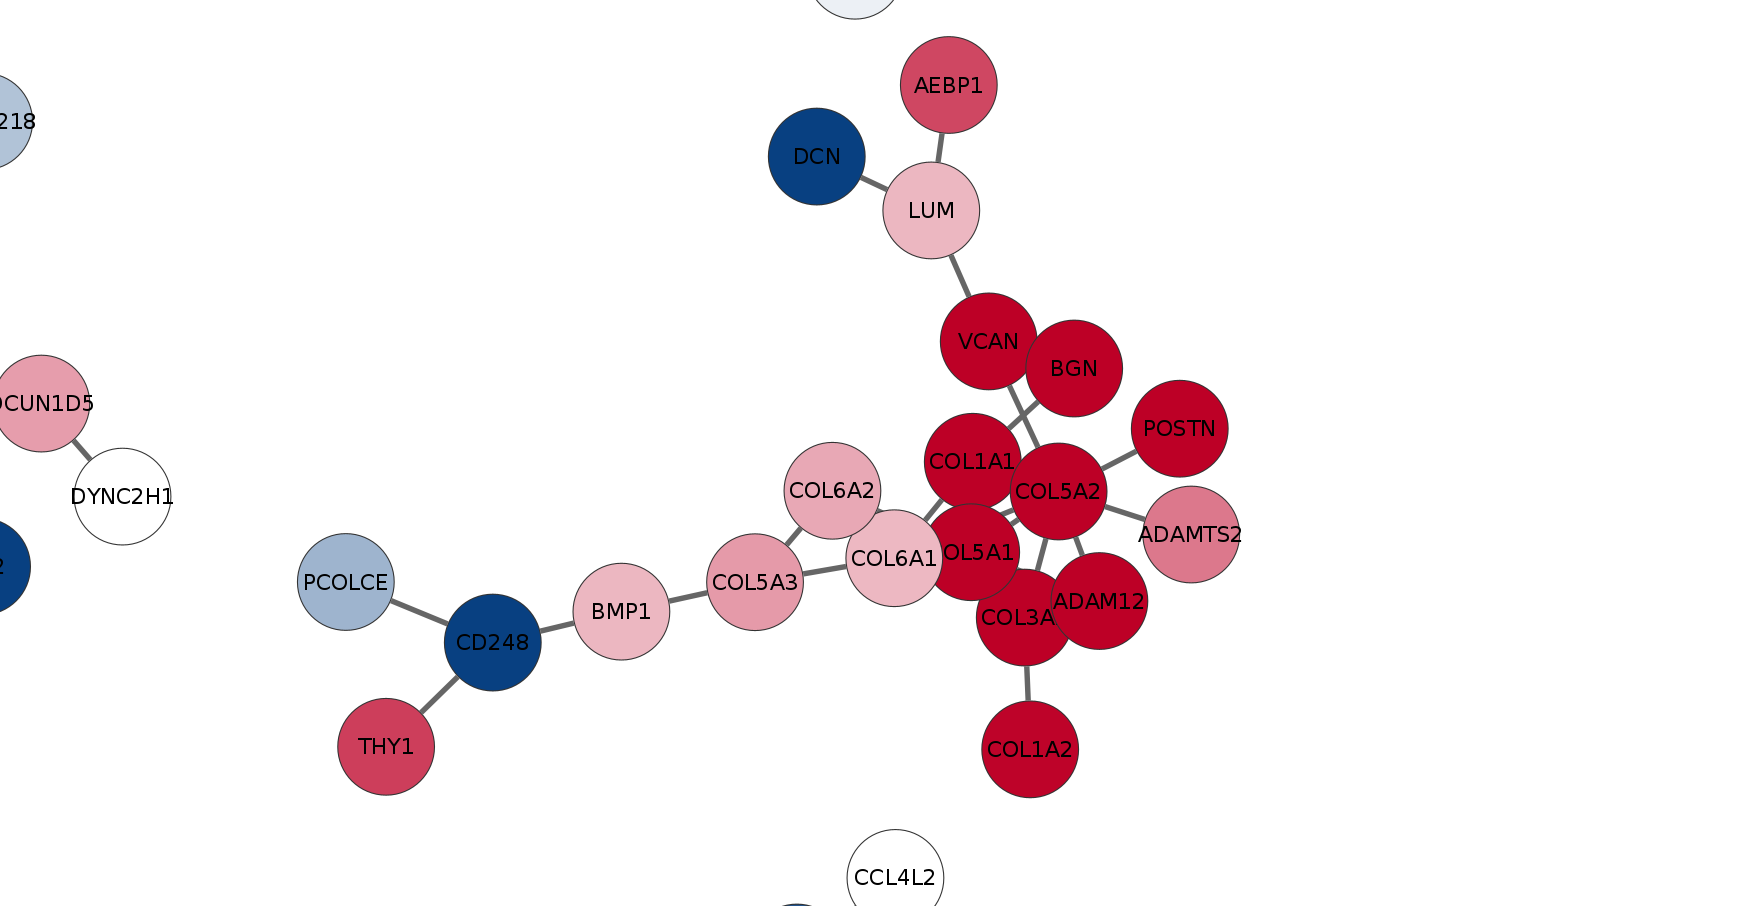 AEBP1
218
DCN
LUM
VCAN
BGN
DCUN1D5
POSTN
COL1A1
COL6A2
COL5A2
DYNC2H1
ADAMTS2
OL5A1
COL6A1
2
PCOLCE
COL5A3
ADAM12
BMP1
COL3A
CD248
THY1
COL1A2
CCL4L2